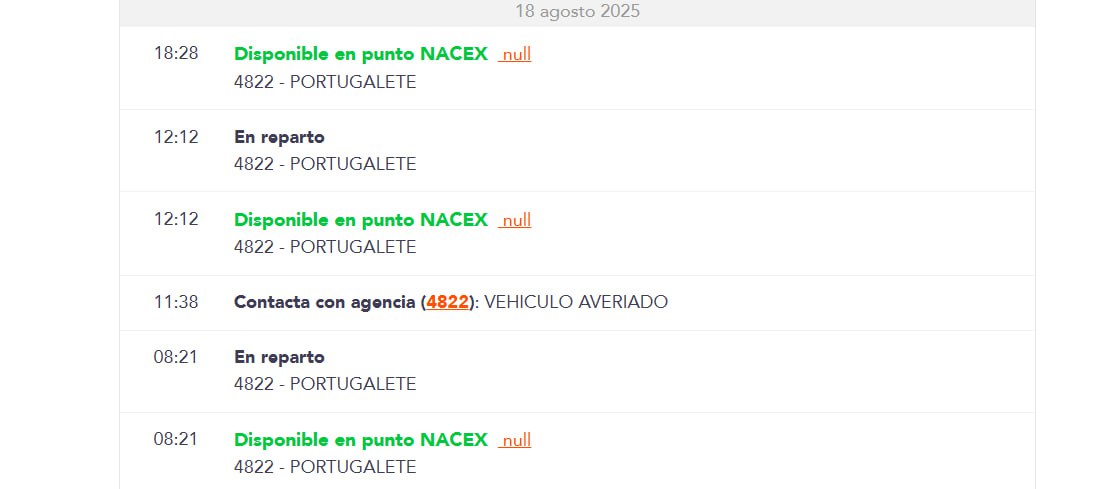 18 agosto 2025
18:28 Disponible en punto NACEX null
4822 - PORTUGALETE
12:12 En reparto
4822 - PORTUGALETE
12:12 Disponible en punto NACEX null
4822 - PORTUGALETE
11:38 Contacta con agencia (4822): VEHICULO AVERIADO
08:21 En reparto
4822 - PORTUGALETE
08:21 Disponible en punto NACEX null
4822 - PORTUGALETE